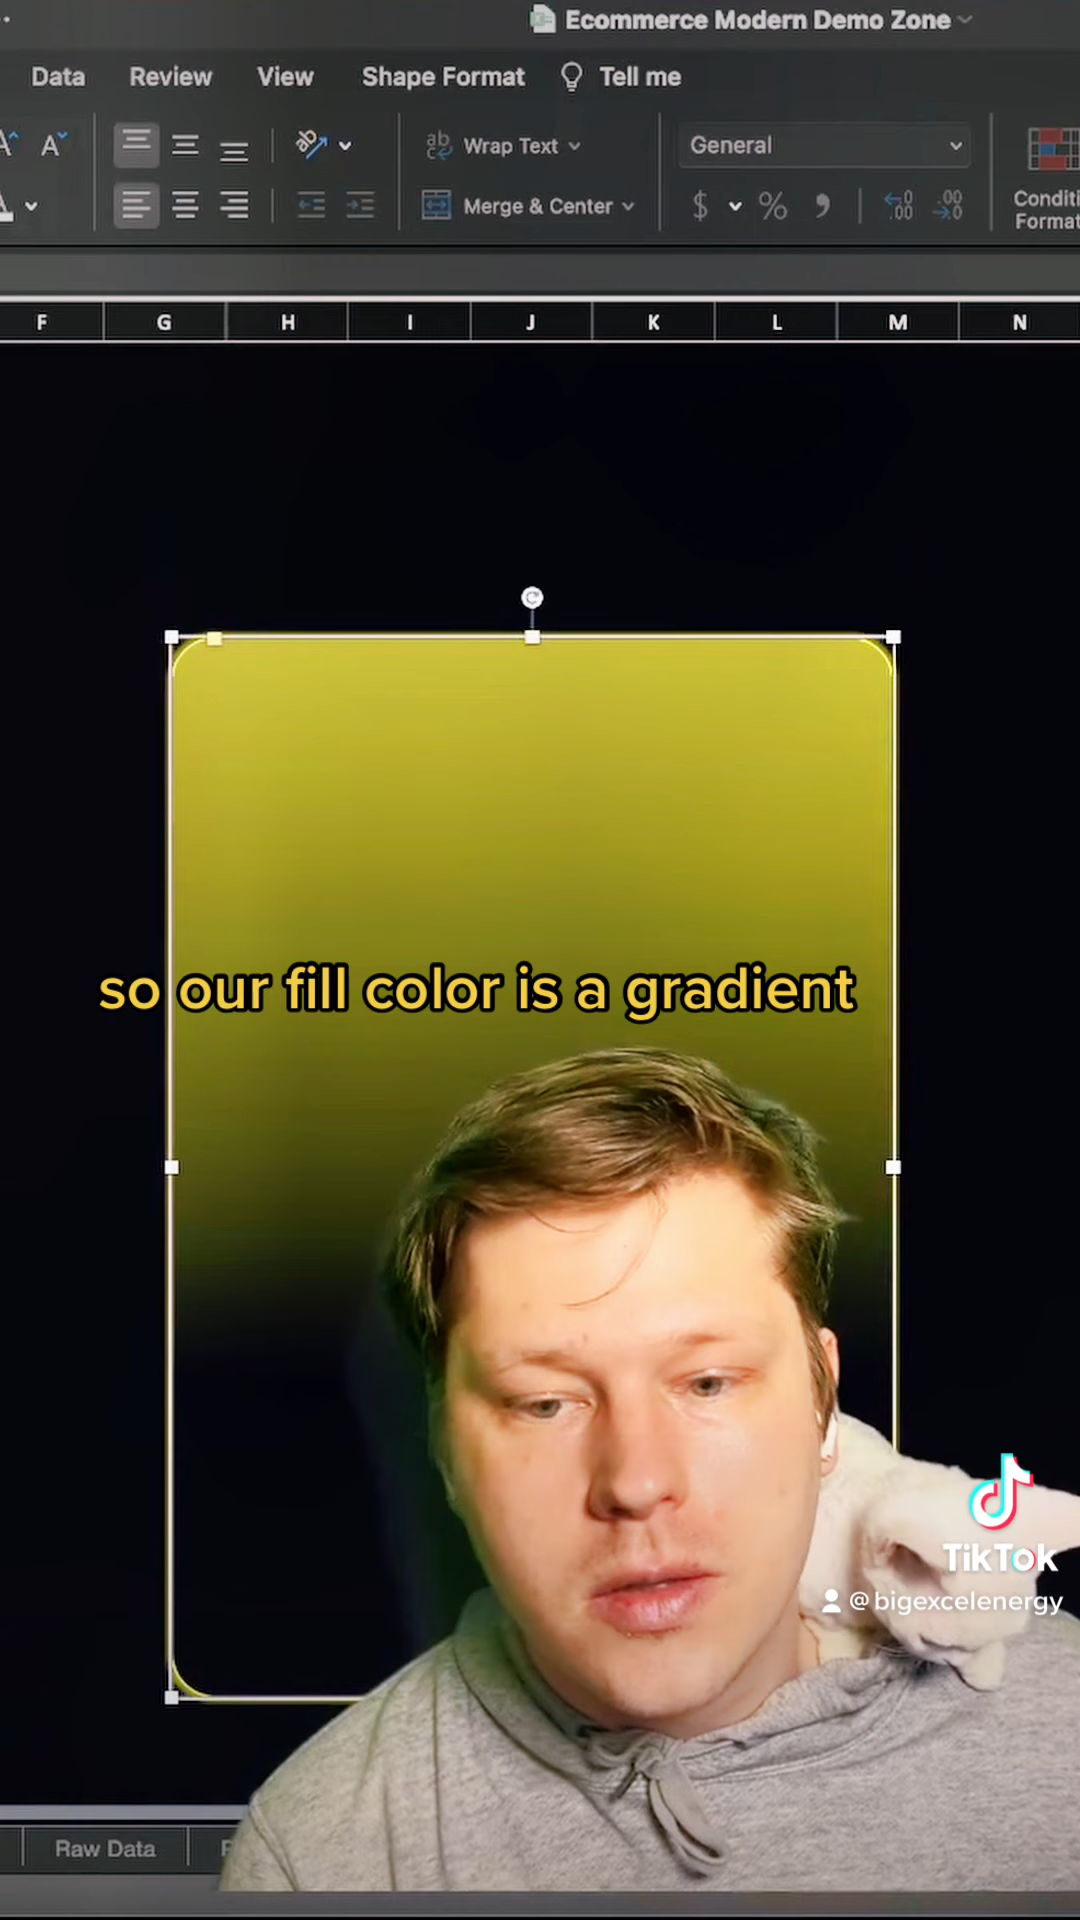 Ecommerce Modern Demo Zone
Data Review View Shape Format Tell me
Wrap Text General
Merge & Center $ % Conditi
Format
F G H I J K L M N
so our fill color is a gradient
TikTok
@bigexcelenergy
Raw Data